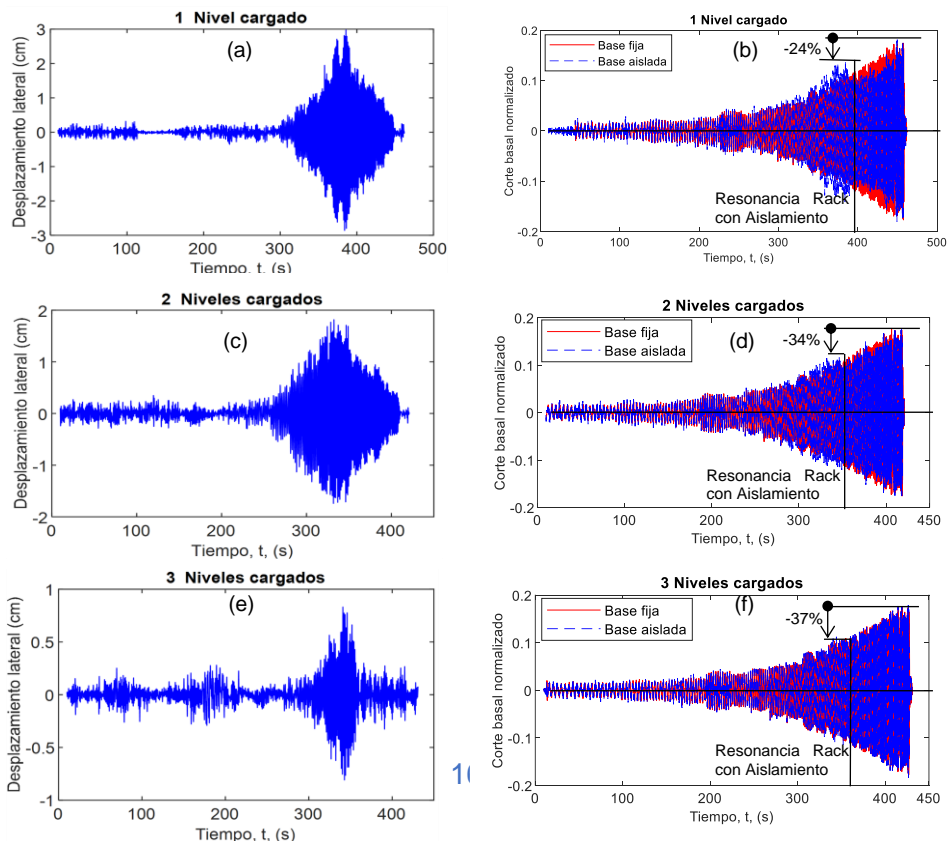 1 Nivel cargado
(a)
Desplazamiento lateral (cm)
3
2
1
0
-1
-2
-3
0 100 200 300 400 500
Tiempo, t, (s)
1 Nivel cargado
(b)
Base fija
Base aislada
-24%
Corte basal normalizado
0.2
0.1
0
-0.1
-0.2
Resonancia Rack
con Aislamiento
0 100 200 300 400 500
Tiempo, t, (s)
2 Niveles cargados
(c)
Desplazamiento lateral (cm)
2
1
0
-1
-2
0 100 200 300 400
Tiempo, t, (s)
2 Niveles cargados
(d)
Base fija
Base aislada
-34%
Corte basal normalizado
0.2
0.1
0
-0.1
-0.2
Resonancia Rack
con Aislamiento
0 100 200 300 400 450
Tiempo, t, (s)
3 Niveles cargados
(e)
Desplazamiento lateral (cm)
1
0.5
0
-0.5
-1
0 100 200 300 400
Tiempo, t, (s)
3 Niveles cargados
(f)
Base fija
Base aislada
-37%
Corte basal normalizado
0.2
0.1
0
-0.1
-0.2
Resonancia Rack
con Aislamiento
0 100 200 300 400 450
Tiempo, t, (s)